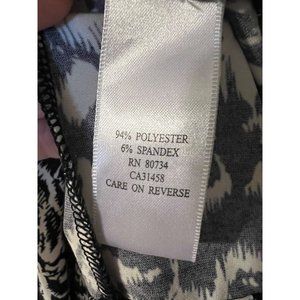 94% POLYESTER
6% SPANDEX
RN 80734
CA31458
CARE ON REVERSE